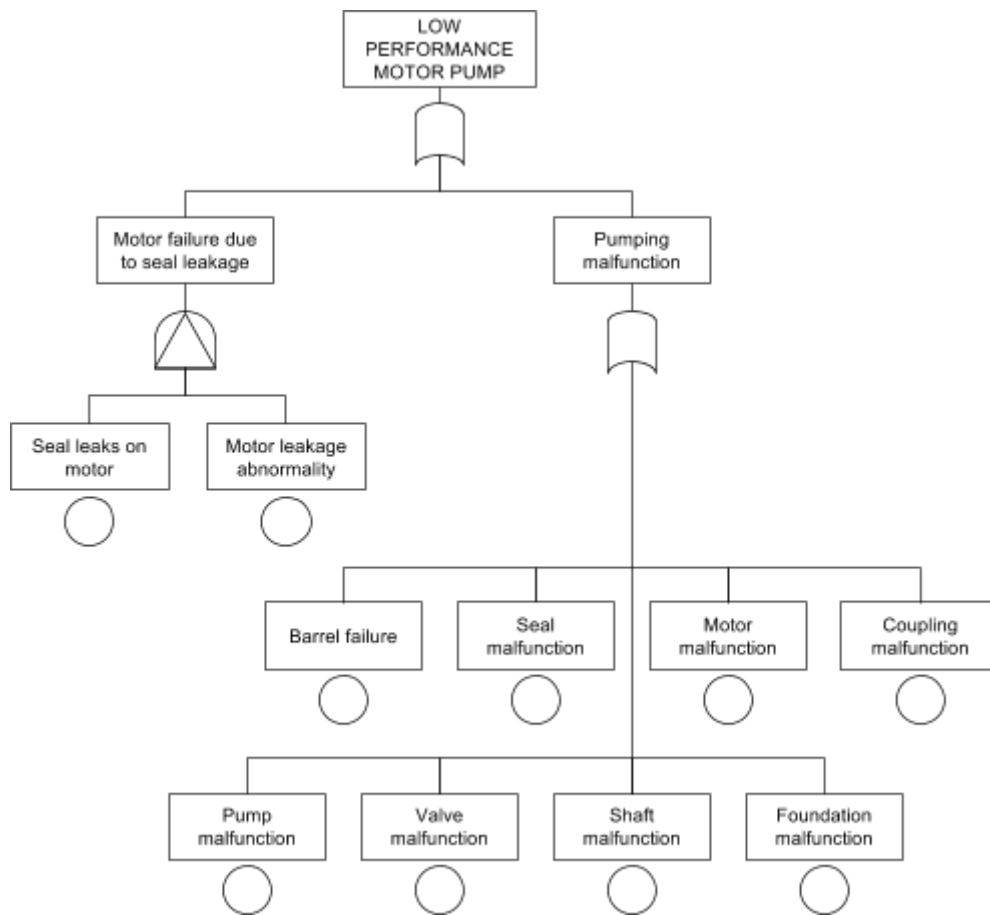 LOW
PERFORMANCE
MOTOR PUMP
Motor failure due
to seal leakage
Pumping
malfunction
Seal leaks on
motor
Motor leakage
abnormality
Barrel failure
Seal
malfunction
Motor
malfunction
Coupling
malfunction
Pump
malfunction
Valve
malfunction
Shaft
malfunction
Foundation
malfunction